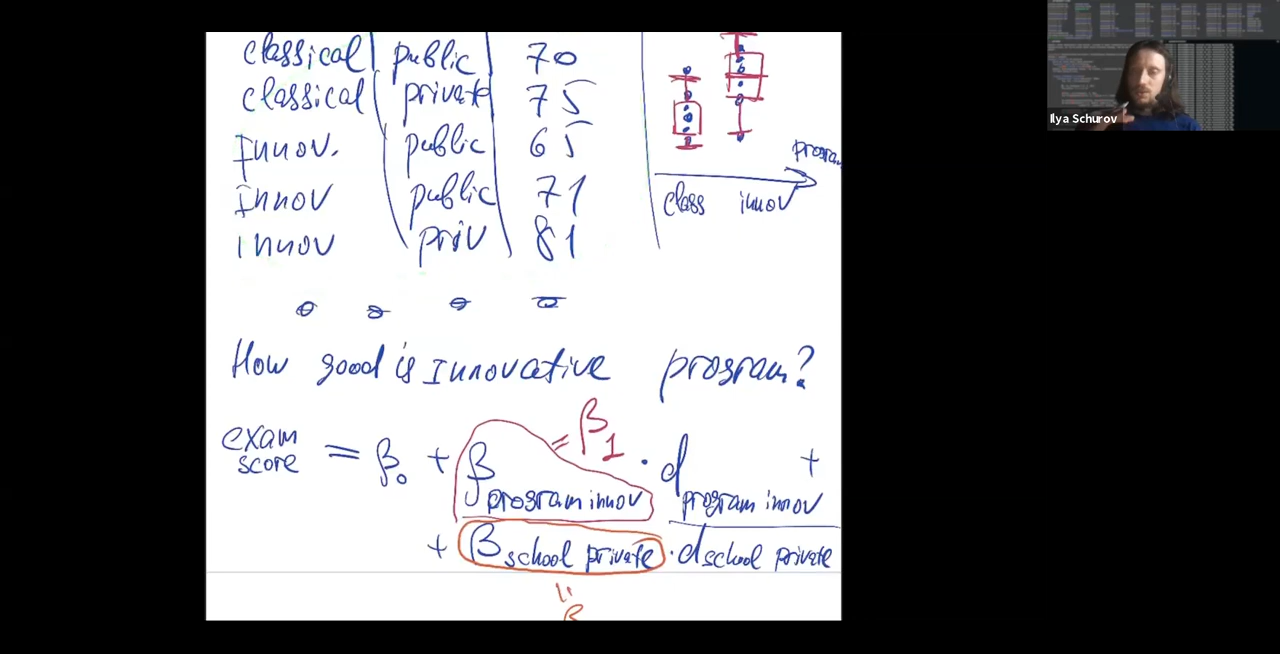 classical public 70
classical private 75
Innov. public 65
Innov public 71
innov priv 81
program
class innov
How good is Innovative program?
exam score = β₀ + β program innov · d program innov +
= β₁
+ β school private · d school private
Ilya Schurov